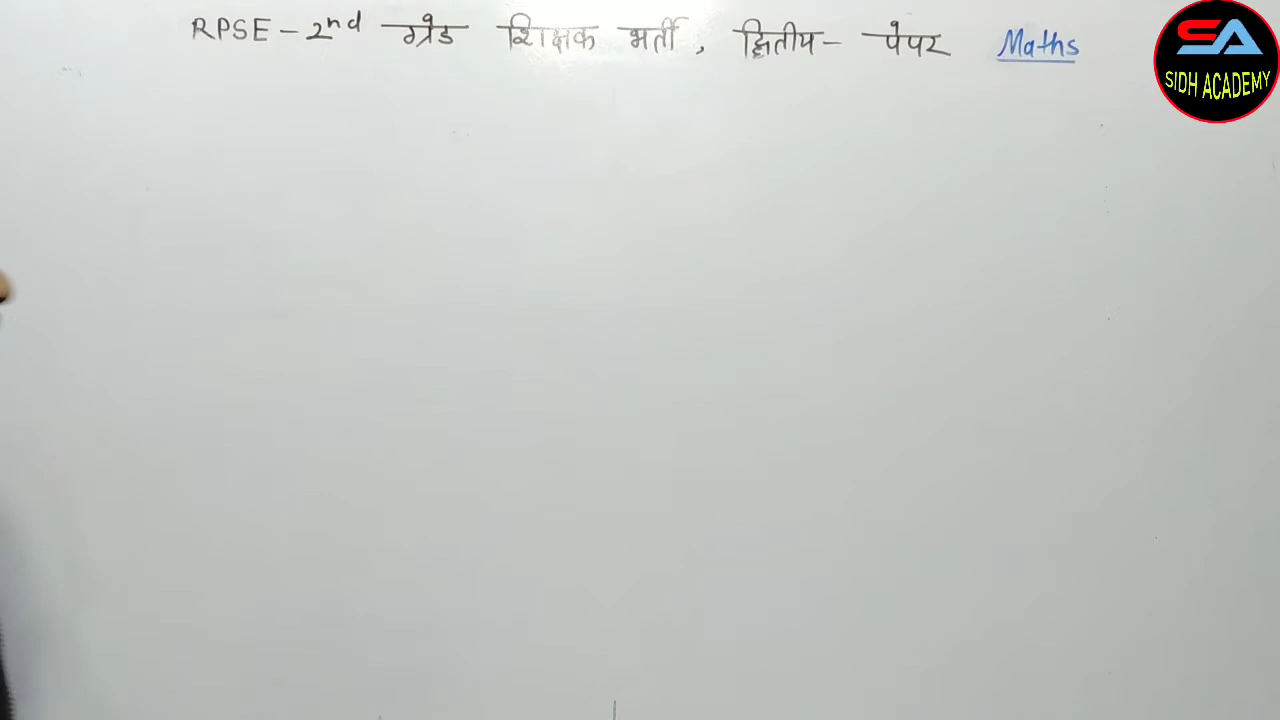 RPSE - 2nd ग्रेड शिक्षक भर्ती, द्वितीय - पेपर Maths
SA
SIDH ACADEMY